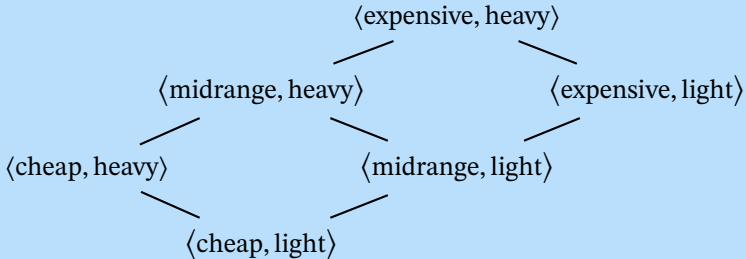 ⟨expensive, heavy⟩
⟨midrange, heavy⟩ ⟨expensive, light⟩
⟨cheap, heavy⟩ ⟨midrange, light⟩
⟨cheap, light⟩